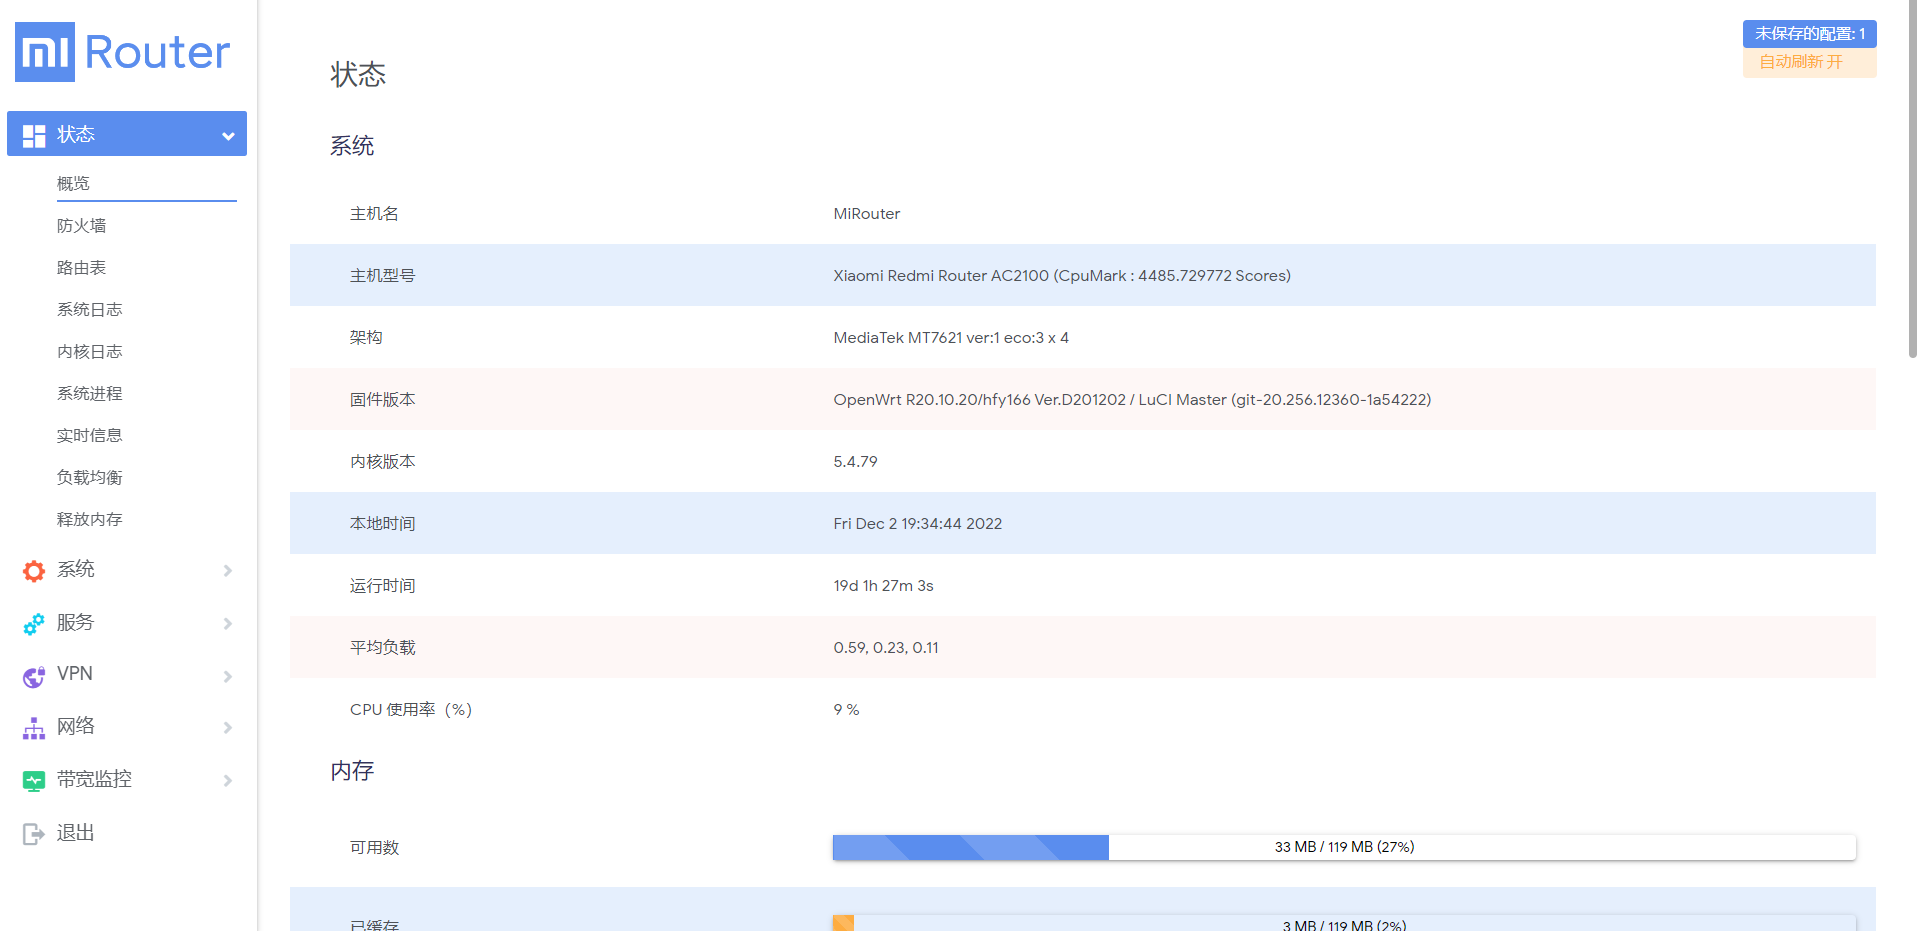 mi Router
状态
概览
防火墙
路由表
系统日志
内核日志
系统进程
实时信息
负载均衡
释放内存
系统
服务
VPN
网络
带宽监控
退出
未保存的配置: 1
自动刷新 开
状态
系统
主机名 MiRouter
主机型号 Xiaomi Redmi Router AC2100 (CpuMark : 4485.729772 Scores)
架构 MediaTek MT7621 ver:1 eco:3 x 4
固件版本 OpenWrt R20.10.20/hfy166 Ver.D201202 / LuCI Master (git-20.256.12360-1a54222)
内核版本 5.4.79
本地时间 Fri Dec 2 19:34:44 2022
运行时间 19d 1h 27m 3s
平均负载 0.59, 0.23, 0.11
CPU 使用率（%） 9 %
内存
可用数 33 MB / 119 MB (27%)
已缓存 3 MB / 119 MB (2%)